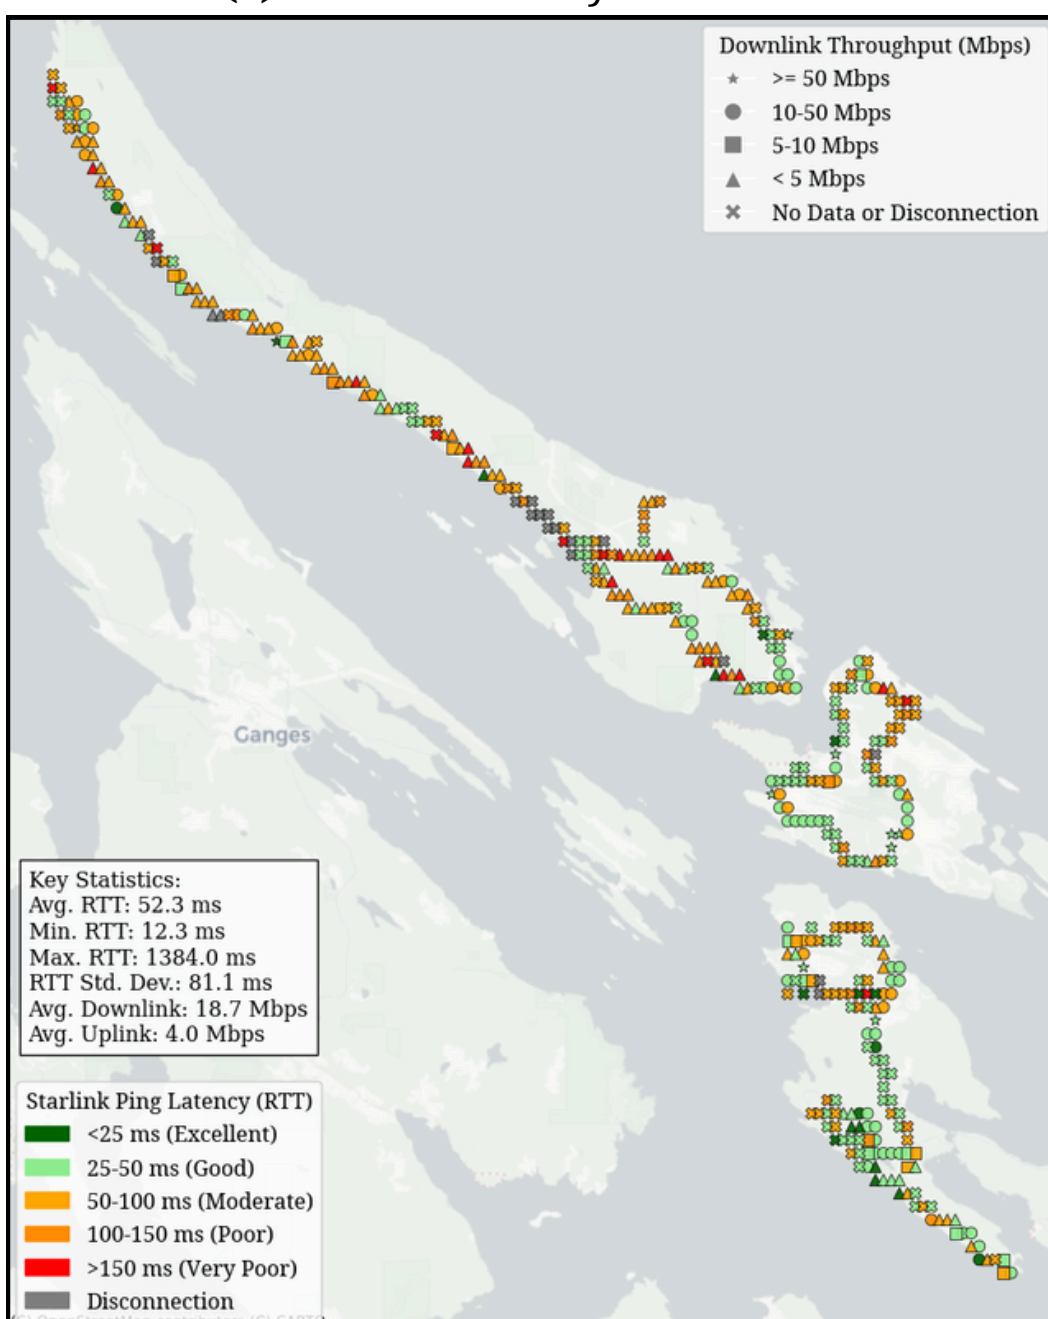 Downlink Throughput (Mbps)
>= 50 Mbps
10-50 Mbps
5-10 Mbps
< 5 Mbps
No Data or Disconnection
Ganges
Key Statistics:
Avg. RTT: 52.3 ms
Min. RTT: 12.3 ms
Max. RTT: 1384.0 ms
RTT Std. Dev.: 81.1 ms
Avg. Downlink: 18.7 Mbps
Avg. Uplink: 4.0 Mbps
Starlink Ping Latency (RTT)
<25 ms (Excellent)
25-50 ms (Good)
50-100 ms (Moderate)
100-150 ms (Poor)
>150 ms (Very Poor)
Disconnection
(C) OpenStreetMap contributors (C) CARTO